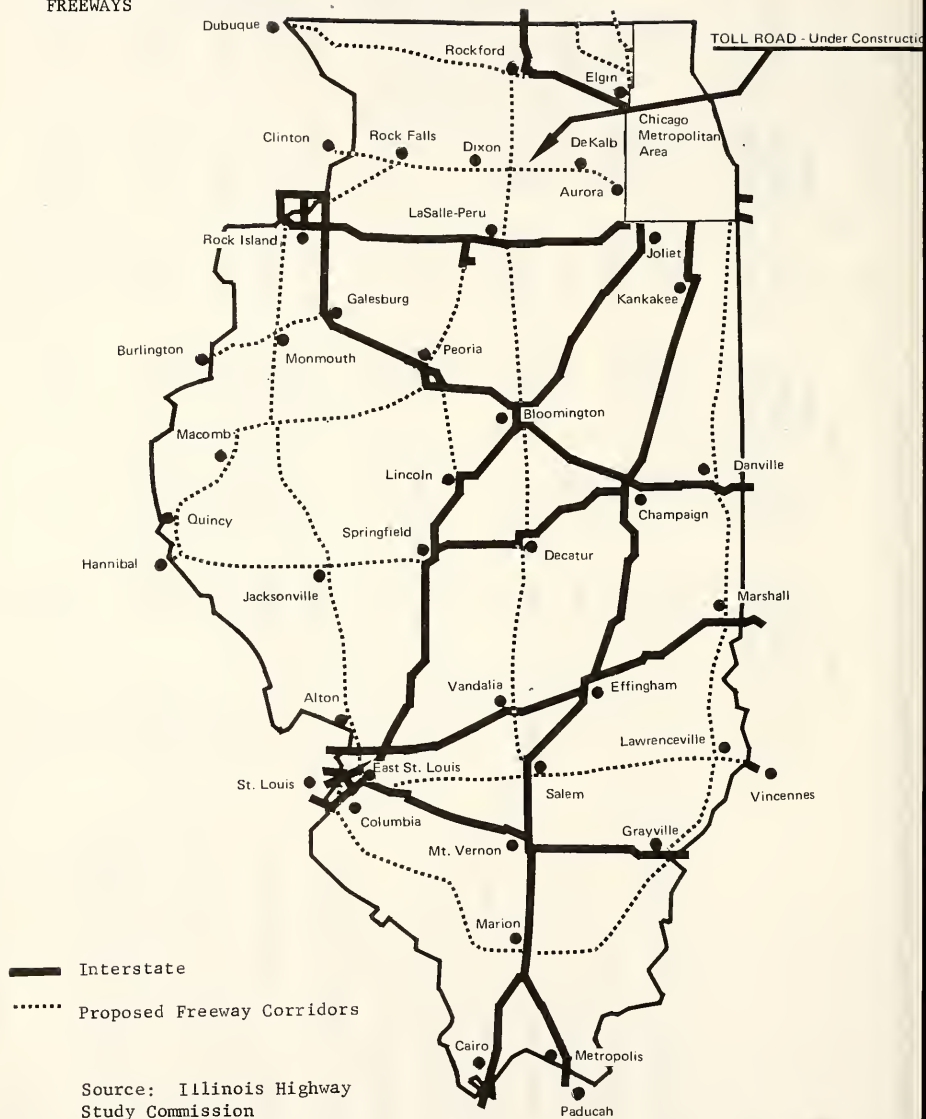 FREEWAYS
Dubuque
TOLL ROAD - Under Constructio
Rockford
Elgin
Chicago
Metropolitan
Area
Clinton
Rock Falls
Dixon
DeKalb
Aurora
LaSalle-Peru
Rock Island
Joliet
Kankakee
Galesburg
Burlington
Monmouth
Peoria
Bloomington
Macomb
Lincoln
Danville
Champaign
Quincy
Springfield
Decatur
Hannibal
Jacksonville
Marshall
Vandalia
Effingham
Alton
Lawrenceville
East St. Louis
St. Louis
Salem
Vincennes
Columbia
Grayville
Mt. Vernon
Marion
Interstate
Proposed Freeway Corridors
Cairo
Metropolis
Source: Illinois Highway
Study Commission
Paducah